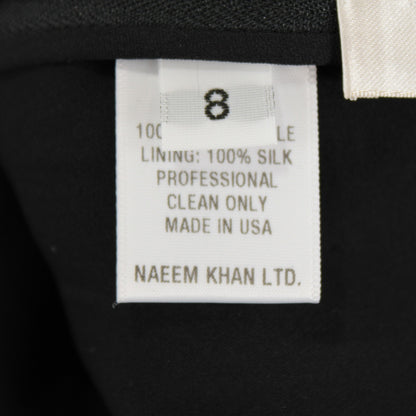 8
LINING: 100% SILK
PROFESSIONAL
CLEAN ONLY
MADE IN USA
NAEEM KHAN LTD.